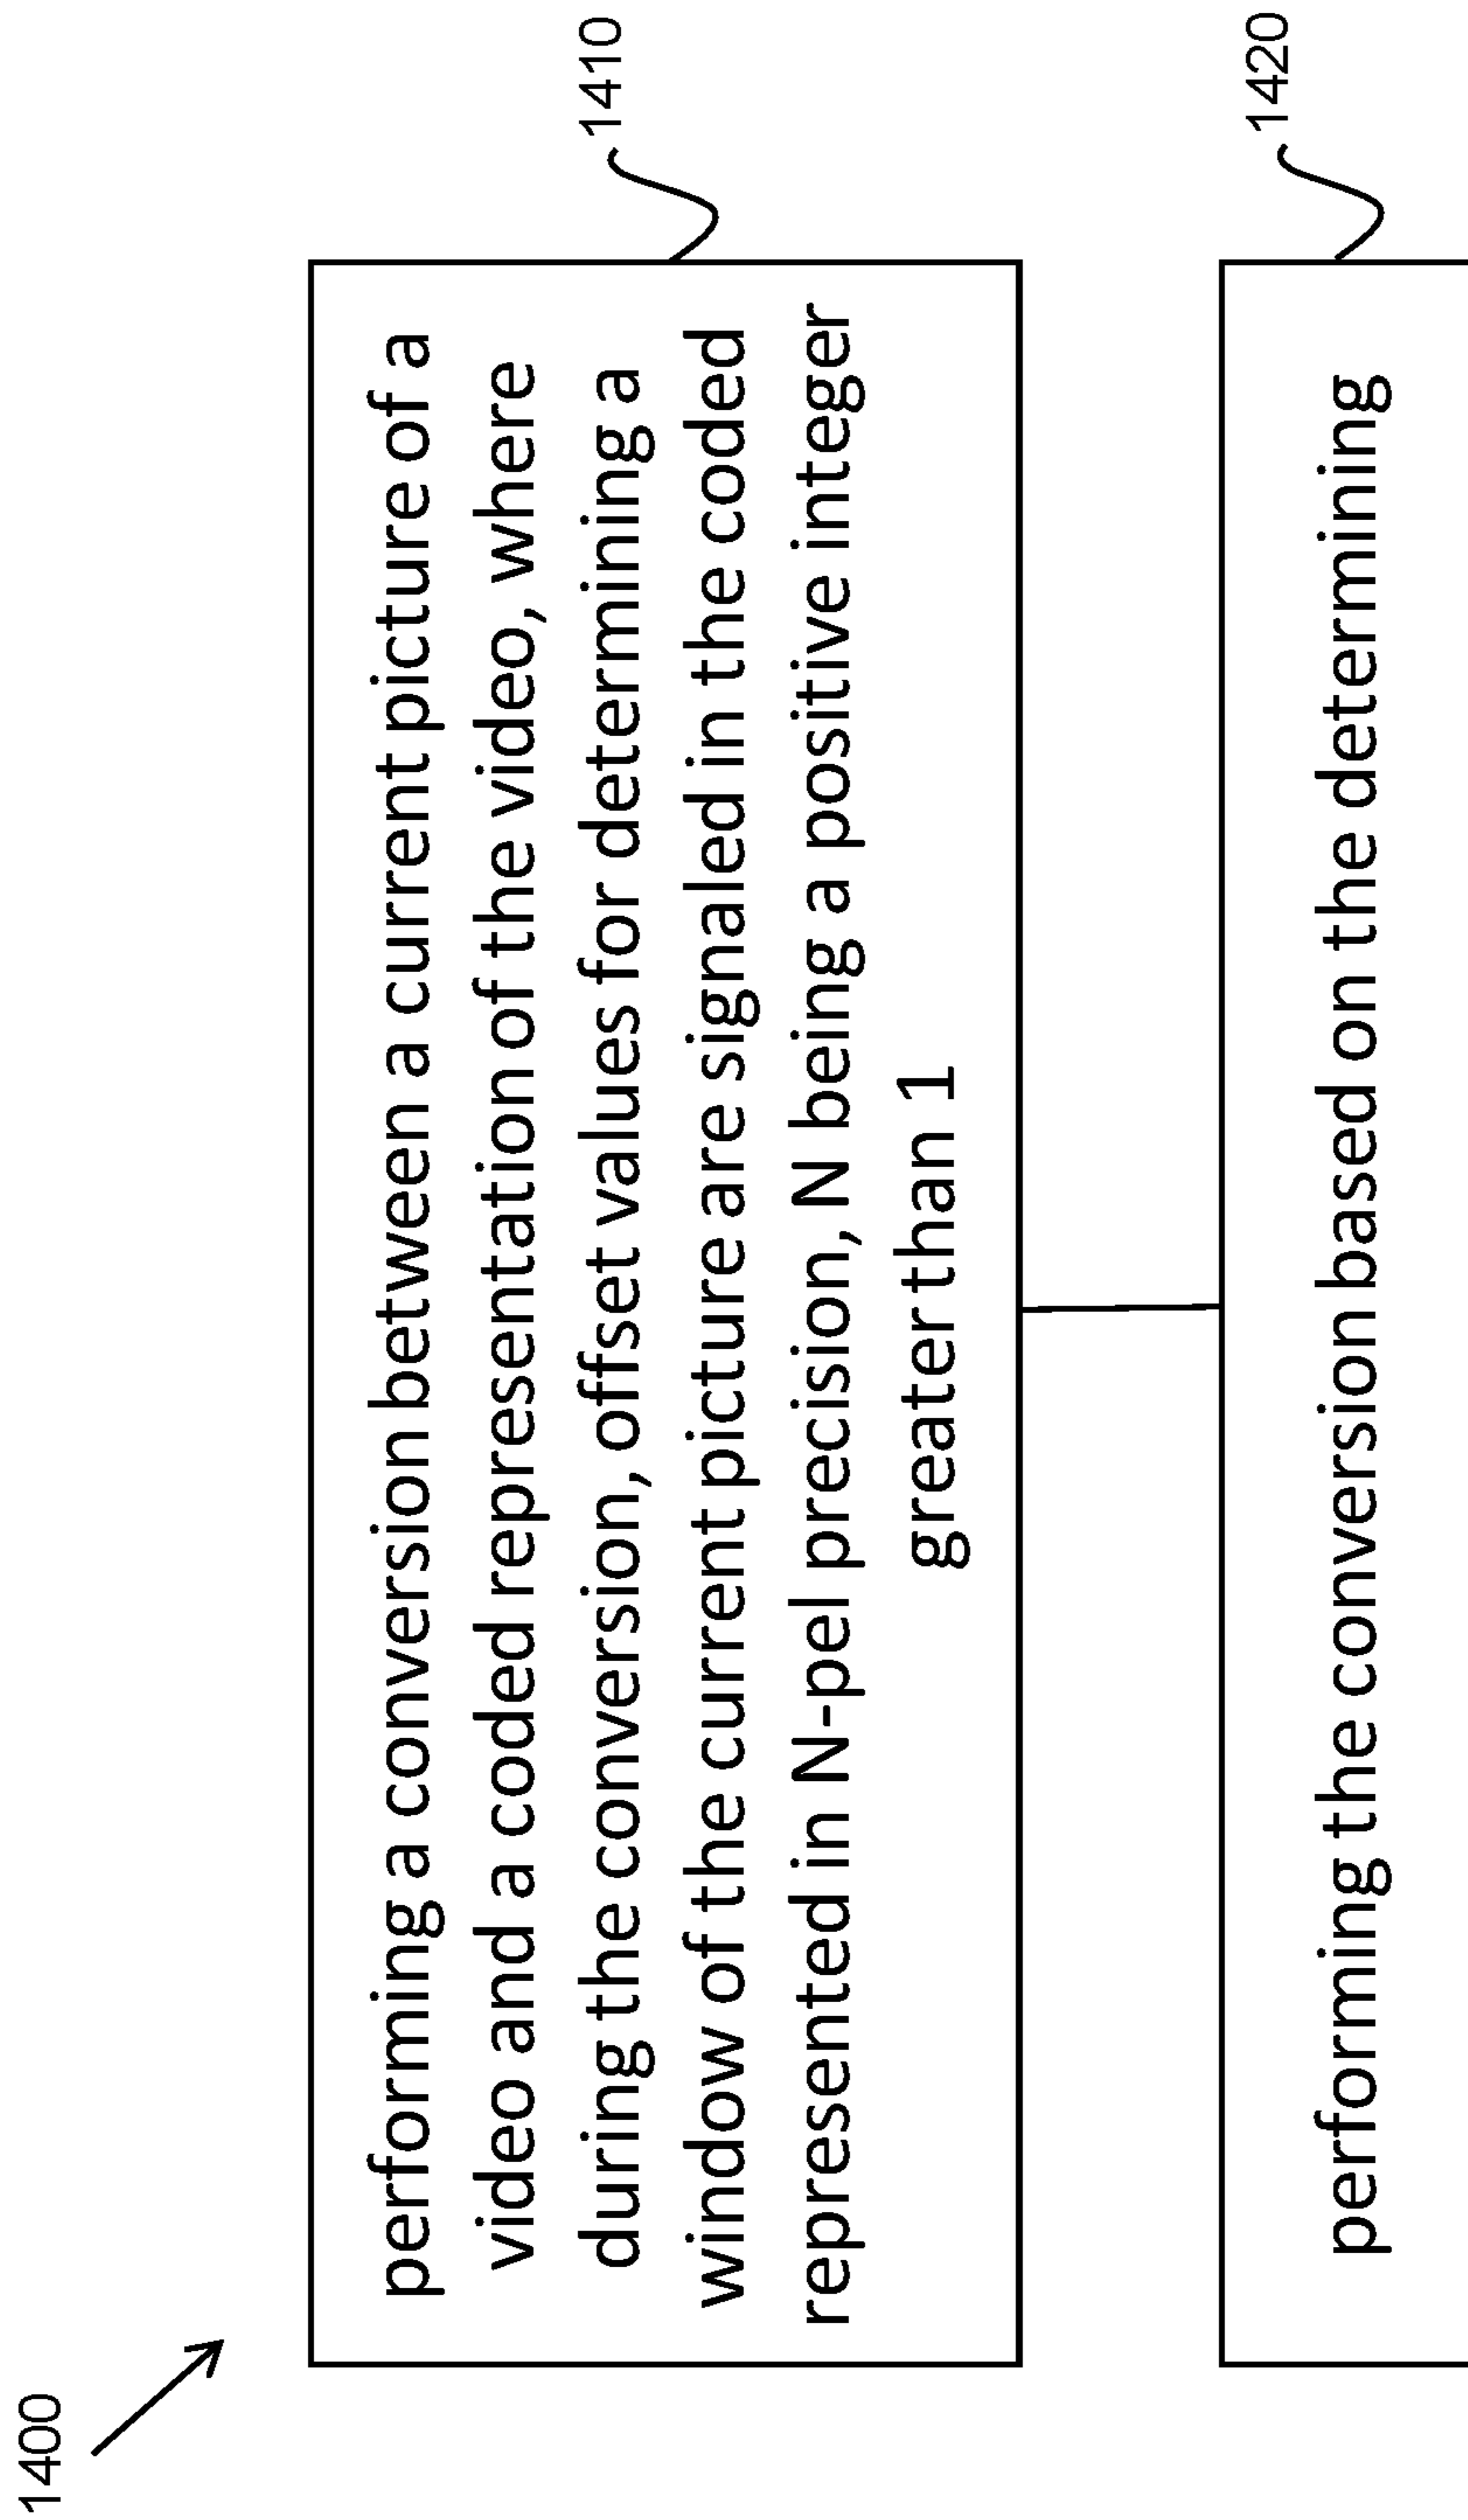 1400
performing a conversion between a current picture of a
video and a coded representation of the video, where
during the conversion, offset values for determining a
window of the current picture are signaled in the coded
represented in N-pel precision, N being a positive integer
greater than 1
1410
performing the conversion based on the determining
1420